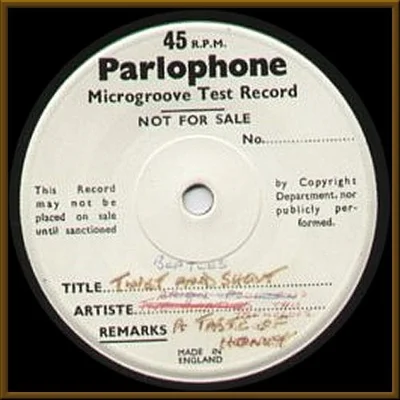 45 R.P.M.
Parlophone
Microgroove Test Record
NOT FOR SALE
No.
This Record
may not be
placed on sale
until sanctioned
by Copyright
Department, nor
publicly per-
formed.
BEATLES
TITLE TWIST AND SHOUT
ARTISTE
REMARKS A TASTE OF
HONEY
MADE IN
ENGLAND